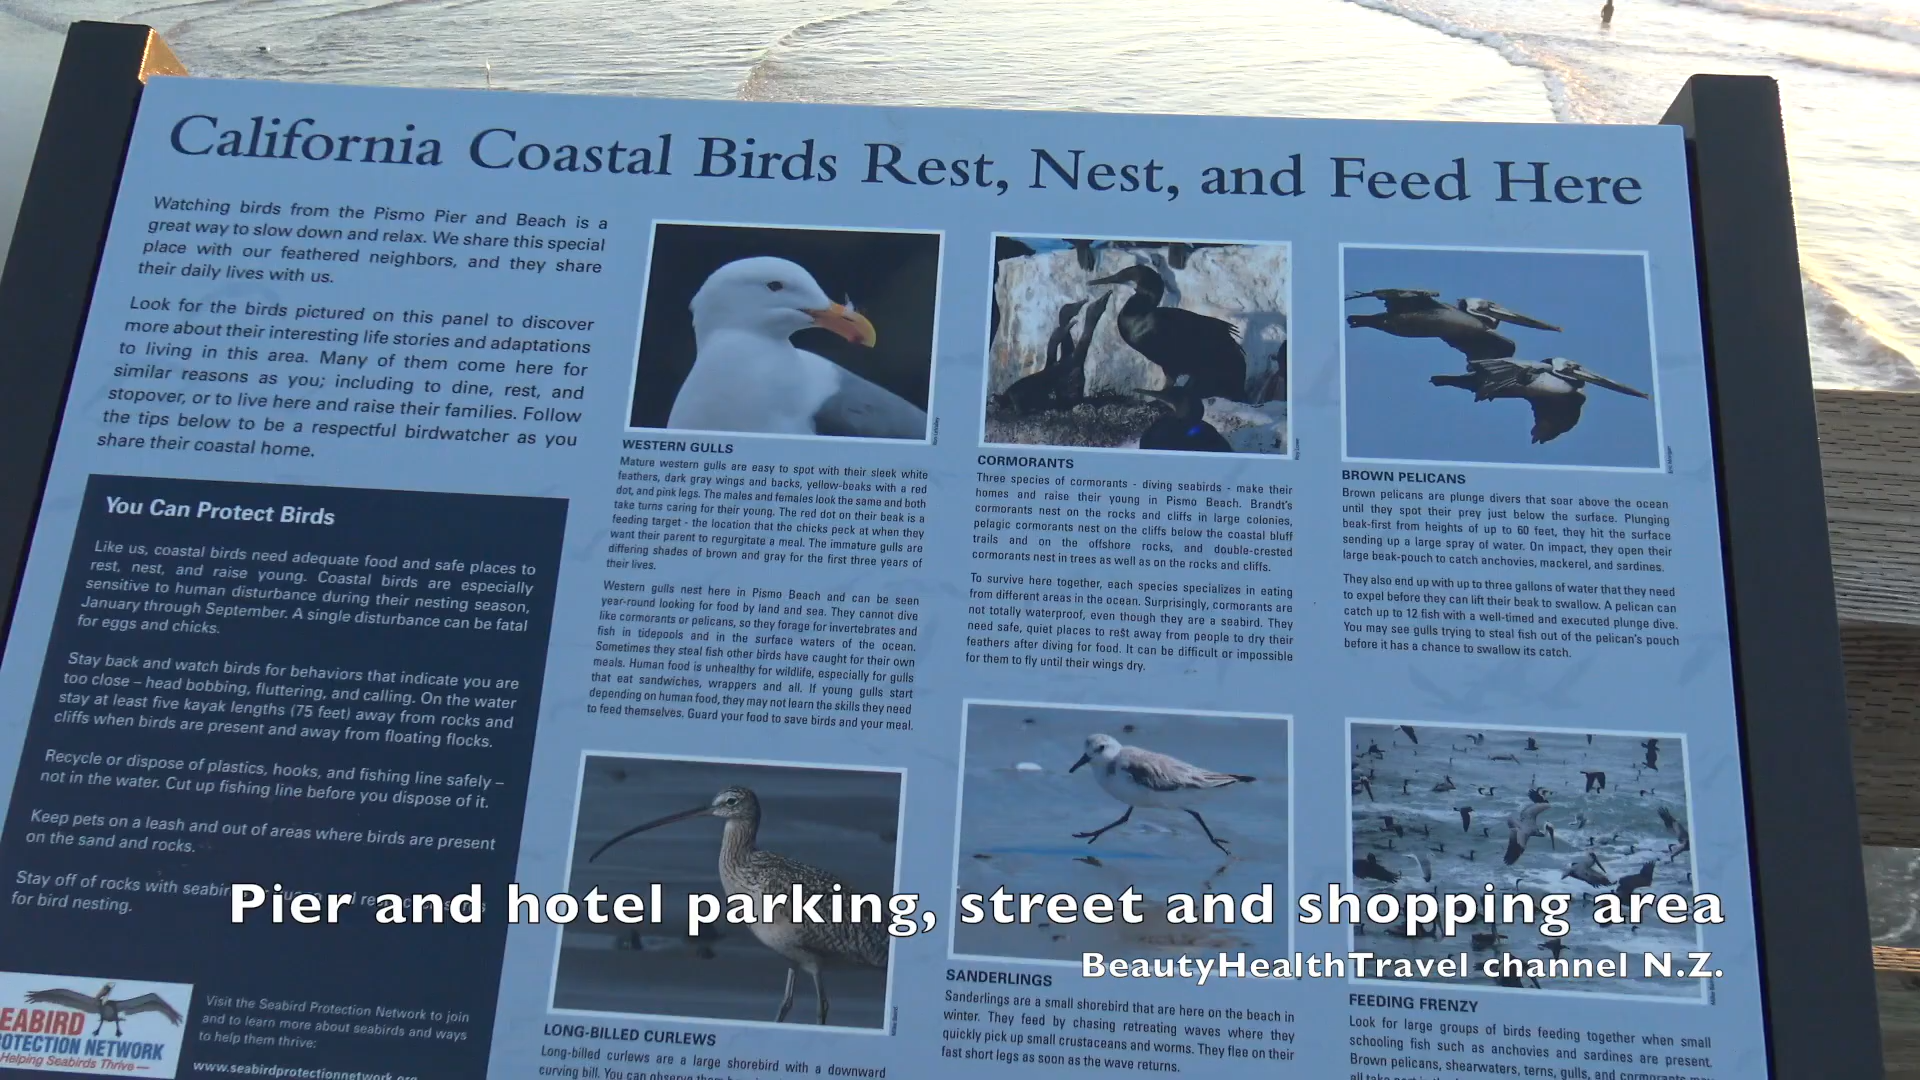 California Coastal Birds Rest, Nest, and Feed Here
Watching birds from the Pismo Pier and Beach is a
great way to slow down and relax. We share this special
place with our feathered neighbors, and they share
their daily lives with us.
Look for the birds pictured on this panel to discover
more about their interesting life stories and adaptations
to living in this area. Many of them come here for
similar reasons as you; including to dine, rest, and
stopover, or to live here and raise their families. Follow
the tips below to be a respectful birdwatcher as you
share their coastal home.
You Can Protect Birds
Like us, coastal birds need adequate food and safe places to
rest, nest, and raise young. Coastal birds are especially
sensitive to human disturbance during their nesting season,
January through September. A single disturbance can be fatal
for eggs and chicks.
Stay back and watch birds for behaviors that indicate you are
too close – head bobbing, fluttering, and calling. On the water
stay at least five kayak lengths (75 feet) away from rocks and
cliffs when birds are present and away from floating flocks.
Recycle or dispose of plastics, hooks, and fishing line safely –
not in the water. Cut up fishing line before you dispose of it.
Keep pets on a leash and out of areas where birds are present
on the sand and rocks.
Stay off of rocks with
for bird nesting.
EABIRD
OTECTION NETWORK
Helping Seabirds Thrive
Visit the Seabird Protection Network to join
and to learn more about seabirds and ways
to help them thrive:
www.seabirdprotectionnetwork.org
WESTERN GULLS
Mature western gulls are easy to spot with their sleek white
feathers, dark gray wings and backs, yellow-beaks with a red
dot, and pink legs. The males and females look the same and both
take turns caring for their young. The red dot on their beak is a
feeding target - the location that the chicks peck at when they
want their parent to regurgitate a meal. The immature gulls are
differing shades of brown and gray for the first three years of
their lives.
Western gulls nest here in Pismo Beach and can be seen
year-round looking for food by land and sea. They cannot dive
like cormorants or pelicans, so they forage for invertebrates and
fish in tidepools and in the surface waters of the ocean.
Sometimes they steal fish other birds have caught for their own
meals. Human food is unhealthy for wildlife, especially for gulls
that eat sandwiches, wrappers and all. If young gulls start
depending on human food, they may not learn the skills they need
to feed themselves. Guard your food to save birds and your meal.
CORMORANTS
Three species of cormorants - diving seabirds - make their
homes and raise their young in Pismo Beach. Brandt's
cormorants nest on the rocks and cliffs in large colonies,
pelagic cormorants nest on the cliffs below the coastal bluff
trails and on the offshore rocks, and double-crested
cormorants nest in trees as well as on the rocks and cliffs.
To survive here together, each species specializes in eating
from different areas in the ocean. Surprisingly, cormorants are
not totally waterproof, even though they are a seabird. They
need safe, quiet places to rest away from people to dry their
feathers after diving for food. It can be difficult or impossible
for them to fly until their wings dry.
BROWN PELICANS
Brown pelicans are plunge divers that soar above the ocean
until they spot their prey just below the surface. Plunging
beak-first from heights of up to 60 feet, they hit the surface
sending up a large spray of water. On impact, they open their
large beak-pouch to catch anchovies, mackerel, and sardines.
They also end up with up to three gallons of water that they need
to expel before they can lift their beak to swallow. A pelican can
catch up to 12 fish with a well-timed and executed plunge dive.
You may see gulls trying to steal fish out of the pelican's pouch
before it has a chance to swallow its catch.
LONG-BILLED CURLEWS
Long-billed curlews are a large shorebird with a downward
curving bill. You can observe them
SANDERLINGS
Sanderlings are a small shorebird that are here on the beach in
winter. They feed by chasing retreating waves where they
quickly pick up small crustaceans and worms. They flee on their
fast short legs as soon as the wave returns.
FEEDING FRENZY
Look for large groups of birds feeding together when small
schooling fish such as anchovies and sardines are present.
Brown pelicans, shearwaters, terns, gulls, and cormorants may
all take part in the
Pier and hotel parking, street and shopping area
BeautyHealthTravel channel N.Z.